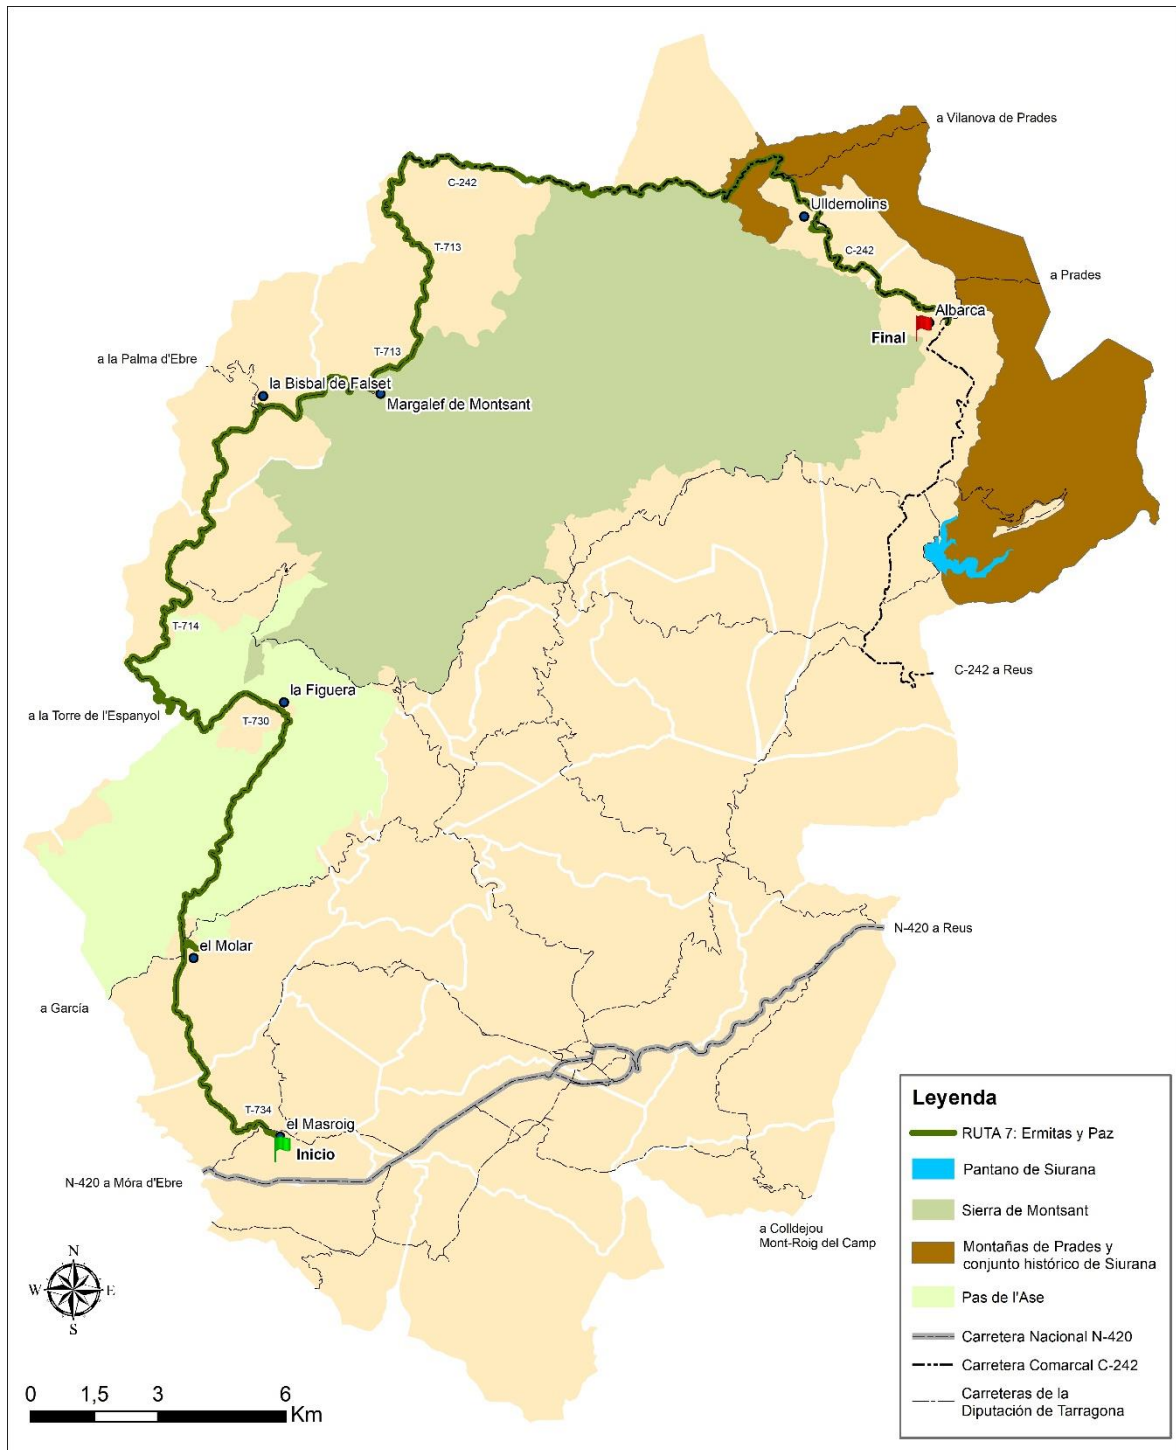 a Vilanova de Prades
C-242
Ulldemolins
T-713
C-242
a Prades
Albarca
Final
T-713
a la Palma d'Ebre
la Bisbal de Falset
Margalef de Montsant
T-714
C-242 a Reus
la Figuera
a la Torre de l'Espanyol
T-730
N-420 a Reus
el Molar
a García
T-734
el Masroig
Inicio
N-420 a Móra d'Ebre
a Colldejou
Mont-Roig del Camp
N
W
E
S
0
1,5
3
6
Km
Leyenda
RUTA 7: Ermitas y Paz
Pantano de Siurana
Sierra de Montsant
Montañas de Prades y
conjunto histórico de Siurana
Pas de l'Ase
Carretera Nacional N-420
Carretera Comarcal C-242
Carreteras de la
Diputación de Tarragona